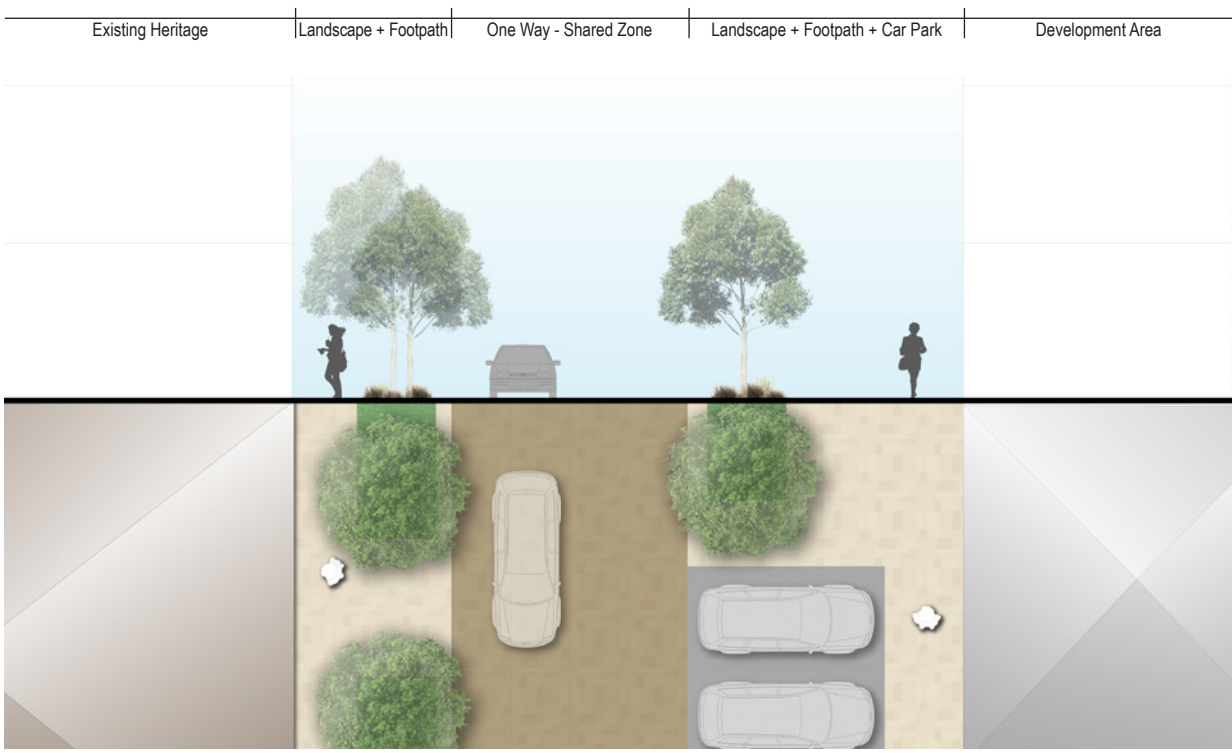 Existing Heritage
Landscape + Footpath
One Way - Shared Zone
Landscape + Footpath + Car Park
Development Area